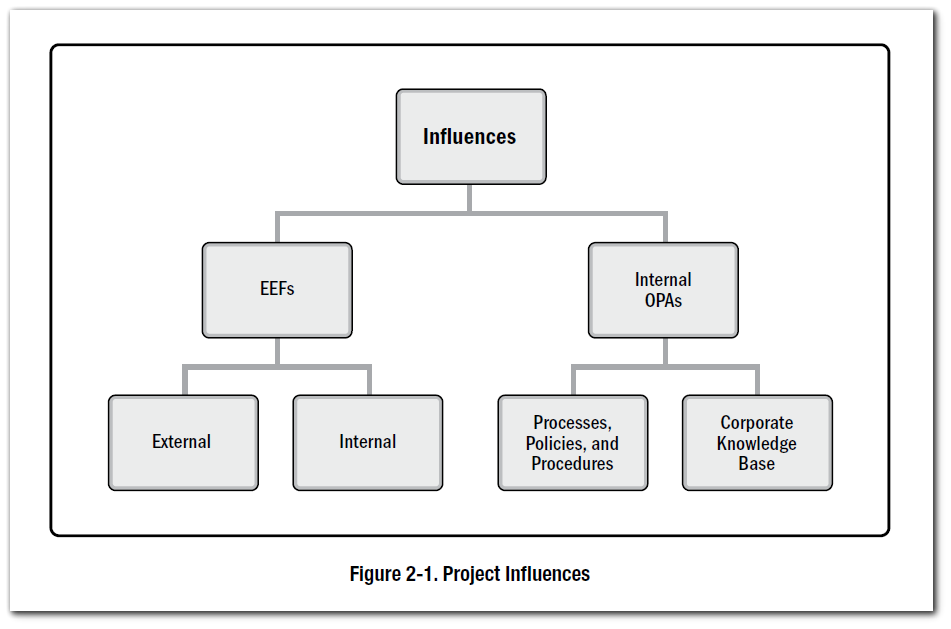 Influences
EEFs
Internal
OPAs
External
Internal
Processes,
Policies, and
Procedures
Corporate
Knowledge
Base
Figure 2-1. Project Influences